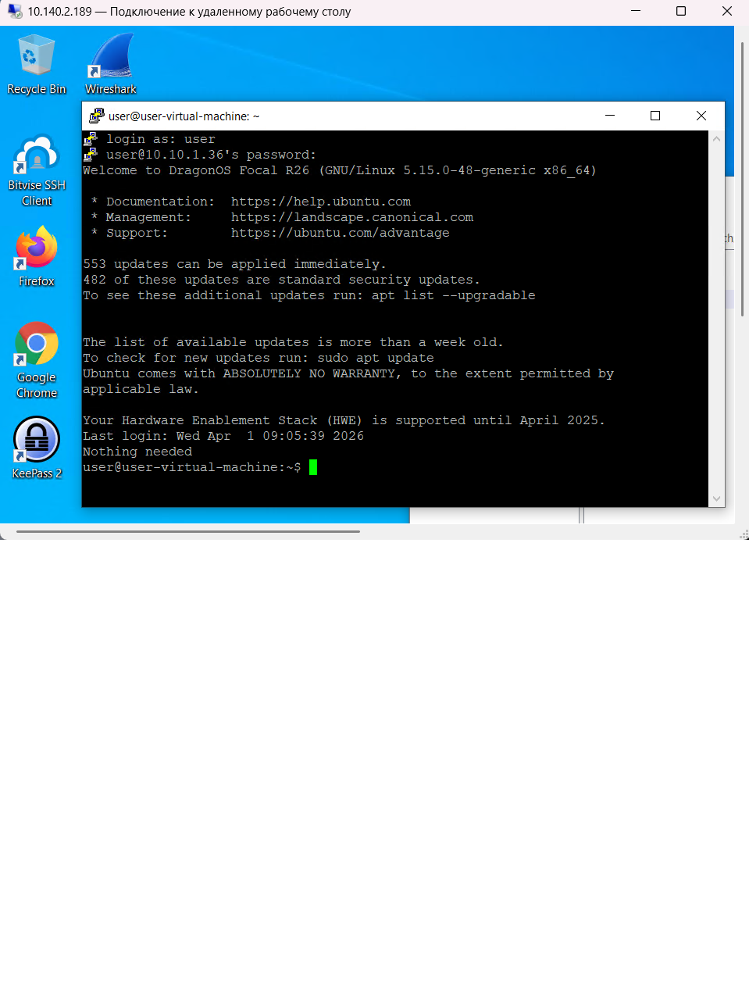 10.140.2.189 — Подключение к удаленному рабочему столу
Recycle Bin
Wireshark
Bitvise SSH
Client
Firefox
Google
Chrome
KeePass 2
user@user-virtual-machine: ~
login as: user
user@10.10.1.36's password:
Welcome to DragonOS Focal R26 (GNU/Linux 5.15.0-48-generic x86_64)
* Documentation: https://help.ubuntu.com
* Management: https://landscape.canonical.com
* Support: https://ubuntu.com/advantage
553 updates can be applied immediately.
482 of these updates are standard security updates.
To see these additional updates run: apt list --upgradable
The list of available updates is more than a week old.
To check for new updates run: sudo apt update
Ubuntu comes with ABSOLUTELY NO WARRANTY, to the extent permitted by
applicable law.
Your Hardware Enablement Stack (HWE) is supported until April 2025.
Last login: Wed Apr  1 09:05:39 2026
Nothing needed
user@user-virtual-machine:~$